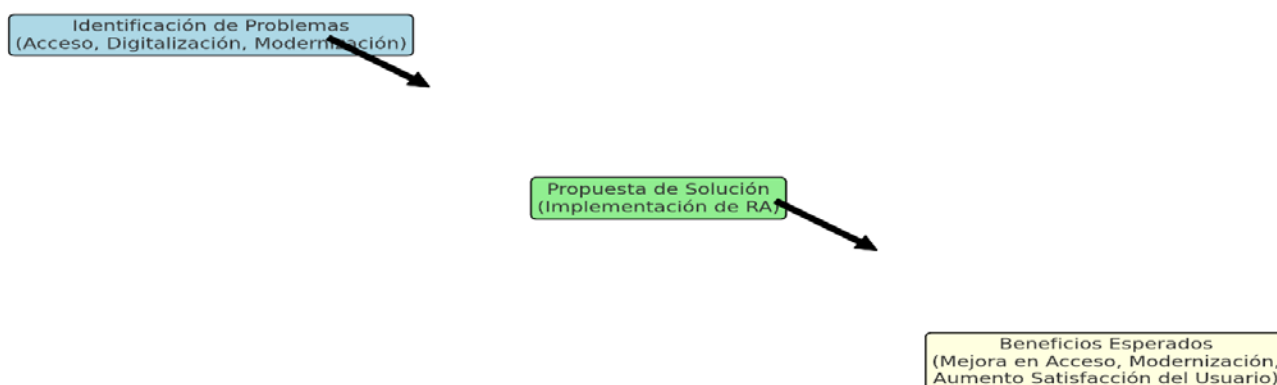 Identificación de Problemas
(Acceso, Digitalización, Modernización)
Propuesta de Solución
(Implementación de RA)
Beneficios Esperados
(Mejora en Acceso, Modernización,
Aumento Satisfacción del Usuario)